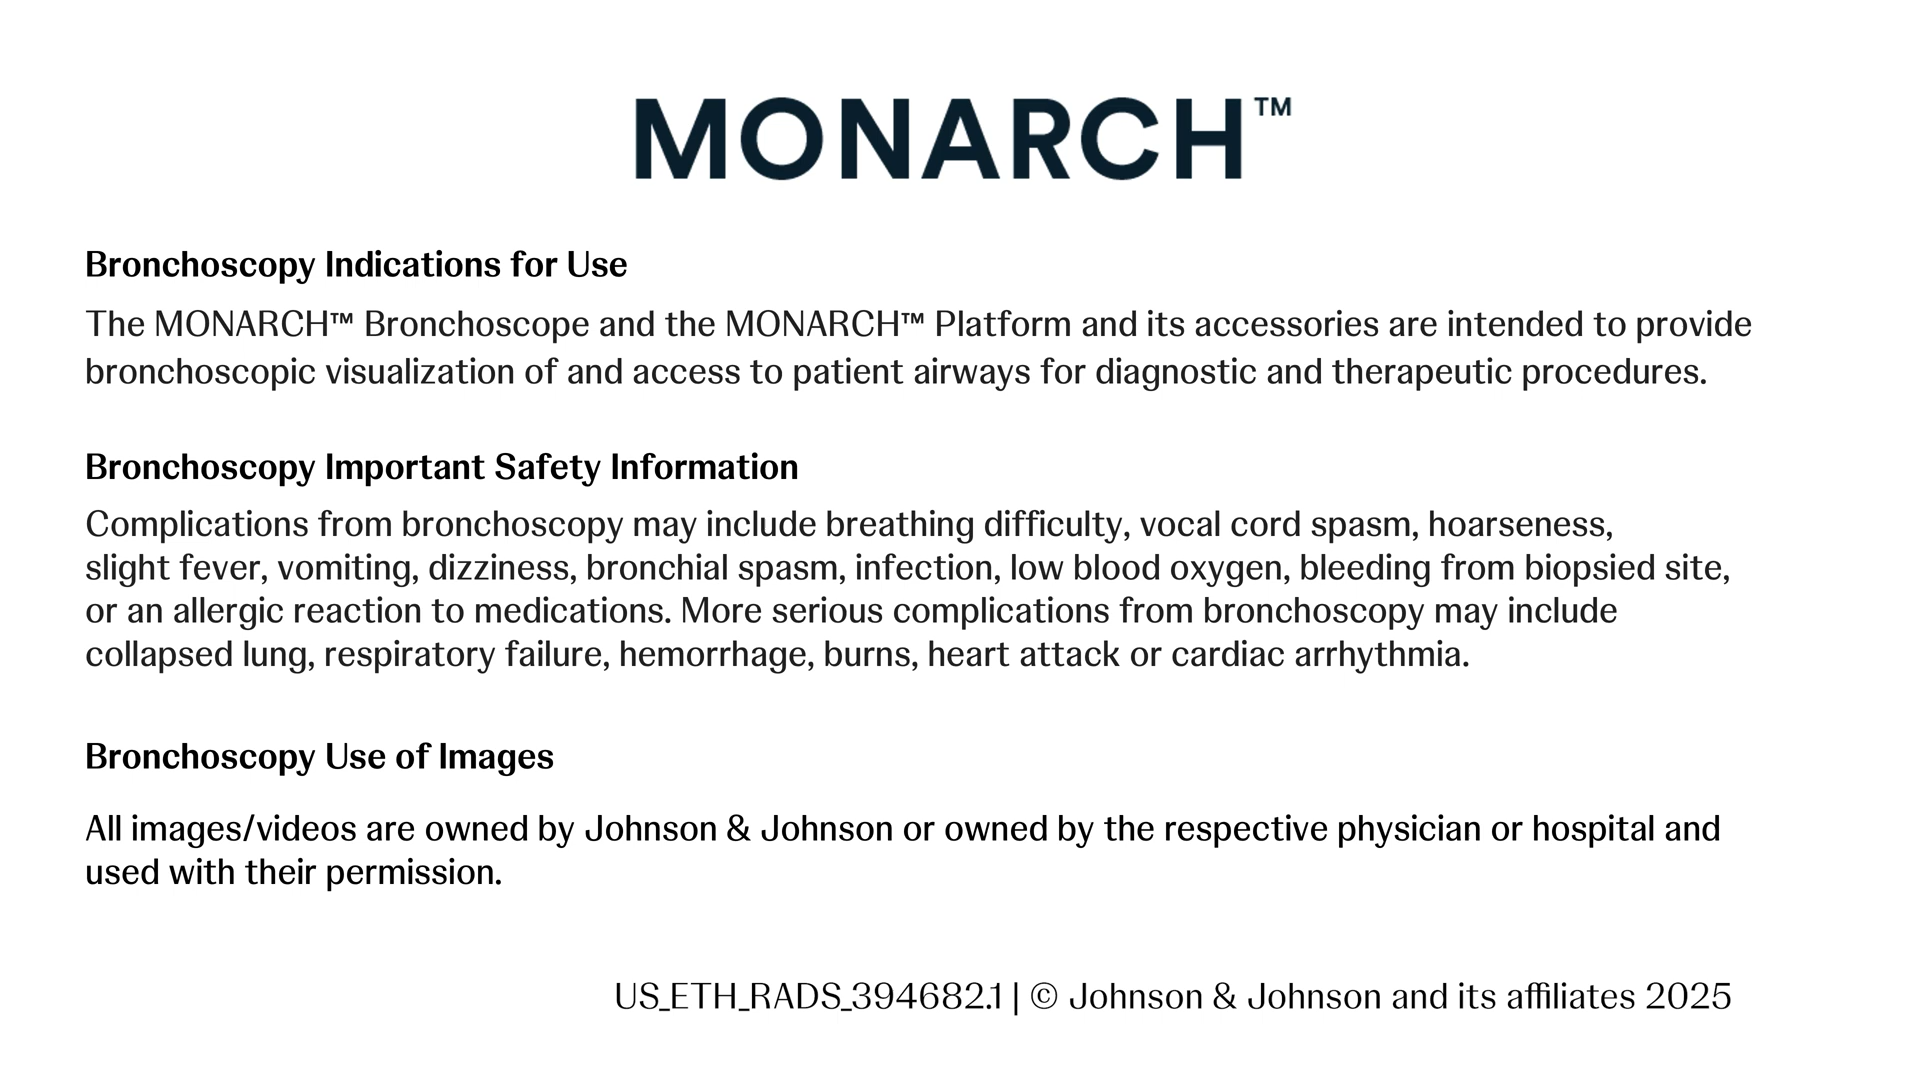 MONARCH™
Bronchoscopy Indications for Use
The MONARCH™ Bronchoscope and the MONARCH™ Platform and its accessories are intended to provide
bronchoscopic visualization of and access to patient airways for diagnostic and therapeutic procedures.
Bronchoscopy Important Safety Information
Complications from bronchoscopy may include breathing difficulty, vocal cord spasm, hoarseness,
slight fever, vomiting, dizziness, bronchial spasm, infection, low blood oxygen, bleeding from biopsied site,
or an allergic reaction to medications. More serious complications from bronchoscopy may include
collapsed lung, respiratory failure, hemorrhage, burns, heart attack or cardiac arrhythmia.
Bronchoscopy Use of Images
All images/videos are owned by Johnson & Johnson or owned by the respective physician or hospital and
used with their permission.
US_ETH_RADS_394682.1 | © Johnson & Johnson and its affiliates 2025